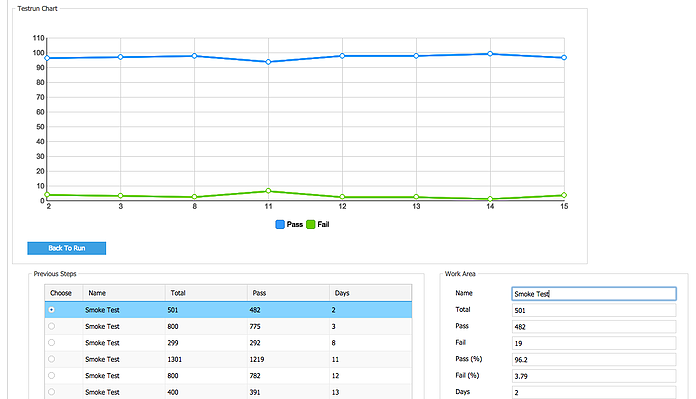 Testrun Chart
110
100
90
80
70
60
50
40
30
20
10
0
2 3 8 11 12 13 14 15
Pass Fail
Back To Run
Previous Steps
Choose Name Total Pass Days
Smoke Test 501 482 2
Smoke Test 800 775 3
Smoke Test 299 292 8
Smoke Test 1301 1219 11
Smoke Test 800 782 12
Smoke Test 400 391 13
Work Area
Name Smoke Test
Total 501
Pass 482
Fail 19
Pass (%) 96.2
Fail (%) 3.79
Days 2